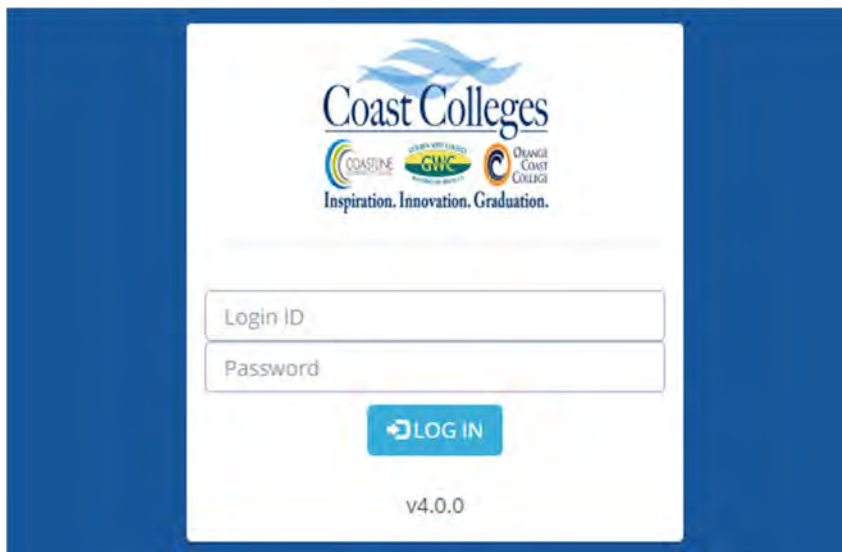 Coast Colleges
COASTLINE
GWC
ORANGE
COAST
COLLEGE
Inspiration. Innovation. Graduation.
Login ID
Password
LOG IN
v4.0.0